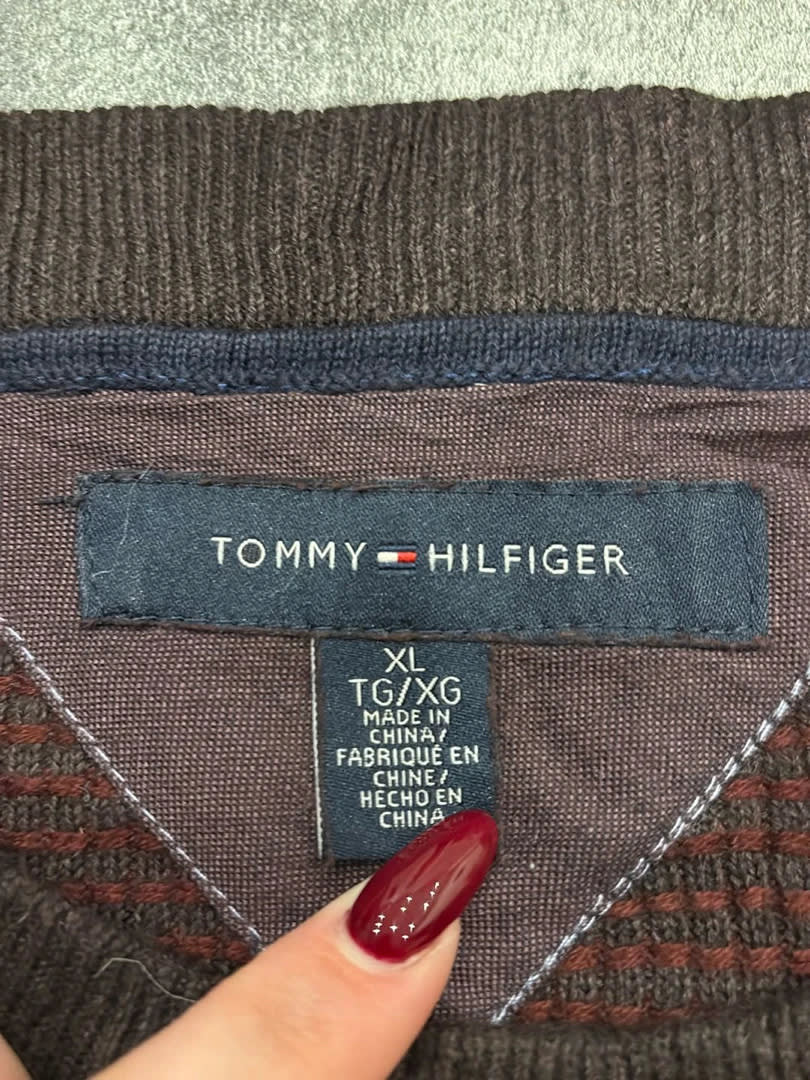 TOMMY HILFIGER
XL
TG/XG
MADE IN
CHINA/
FABRIQUÉ EN
CHINE/
HECHO EN
CHINA